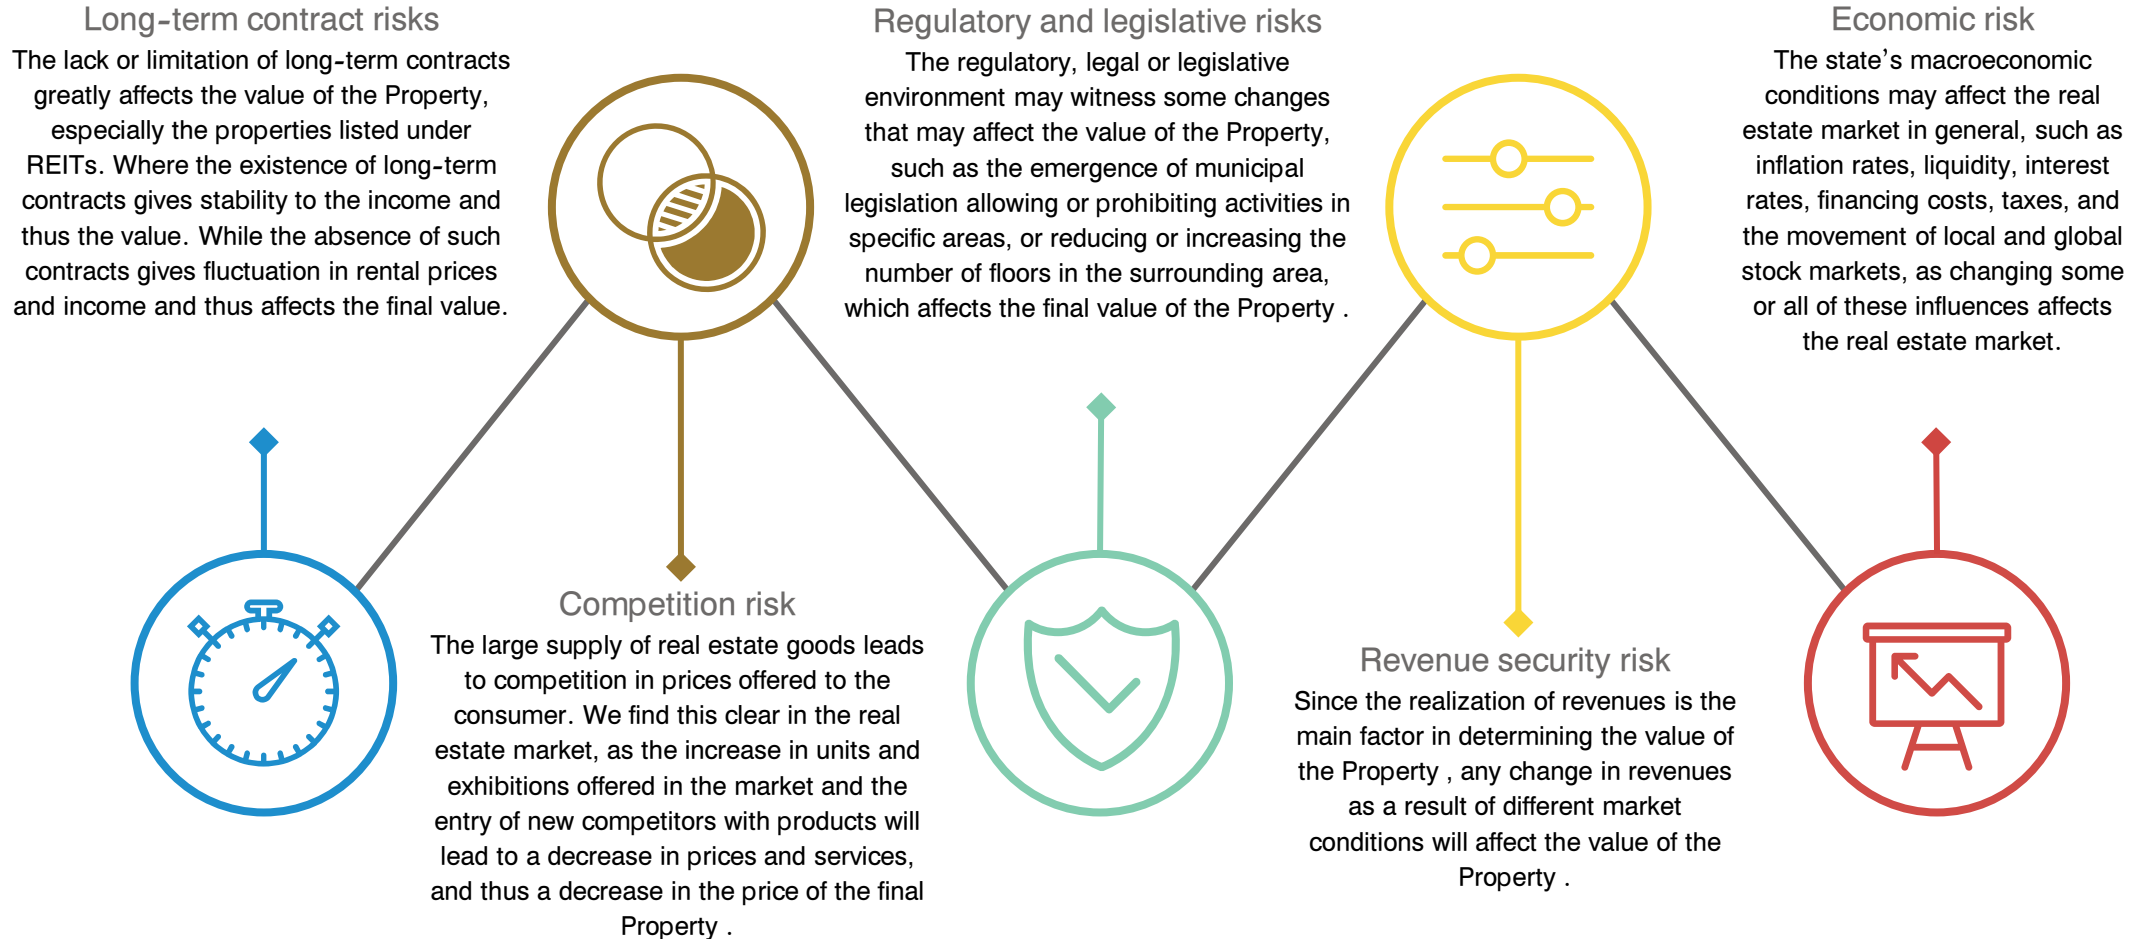 Long-term contract risks
The lack or limitation of long-term contracts
greatly affects the value of the Property,
especially the properties listed under
REITs. Where the existence of long-term
contracts gives stability to the income and
thus the value. While the absence of such
contracts gives fluctuation in rental prices
and income and thus affects the final value.
Competition risk
The large supply of real estate goods leads
to competition in prices offered to the
consumer. We find this clear in the real
estate market, as the increase in units and
exhibitions offered in the market and the
entry of new competitors with products will
lead to a decrease in prices and services,
and thus a decrease in the price of the final
Property .
Regulatory and legislative risks
The regulatory, legal or legislative
environment may witness some changes
that may affect the value of the Property,
such as the emergence of municipal
legislation allowing or prohibiting activities in
specific areas, or reducing or increasing the
number of floors in the surrounding area,
which affects the final value of the Property .
Revenue security risk
Since the realization of revenues is the
main factor in determining the value of
the Property , any change in revenues
as a result of different market
conditions will affect the value of the
Property .
Economic risk
The state's macroeconomic
conditions may affect the real
estate market in general, such as
inflation rates, liquidity, interest
rates, financing costs, taxes, and
the movement of local and global
stock markets, as changing some
or all of these influences affects
the real estate market.